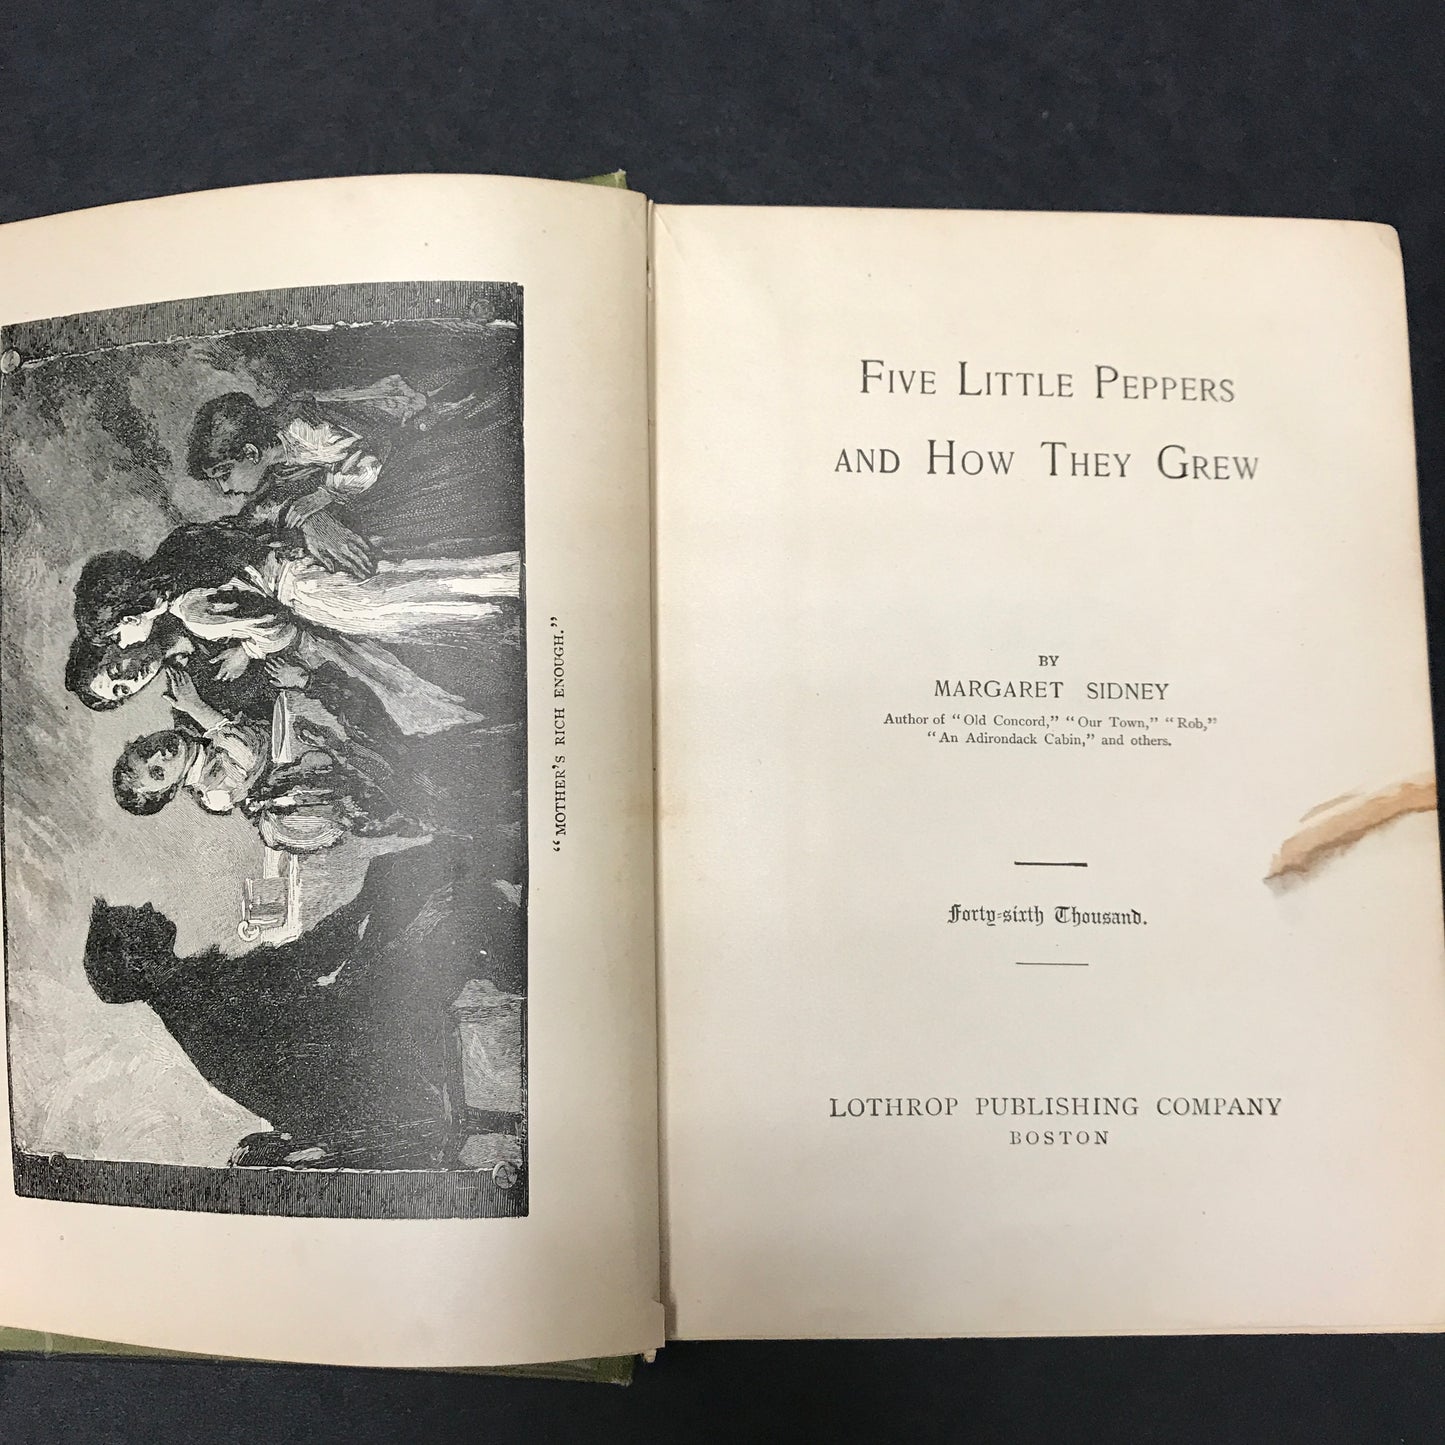 "MOTHER'S RICH ENOUGH."
FIVE LITTLE PEPPERS
AND HOW THEY GREW
BY
MARGARET SIDNEY
Author of "Old Concord," "Our Town," "Rob,"
"An Adirondack Cabin," and others.
Forty-sixth Thousand.
LOTHROP PUBLISHING COMPANY
BOSTON